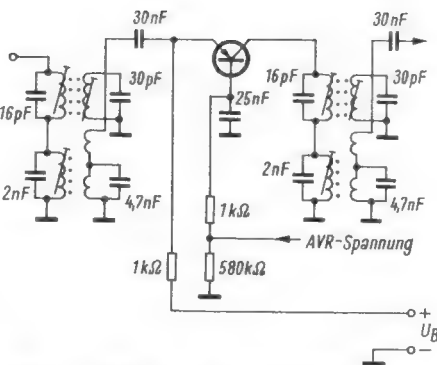 30nF
30nF
16pF
30pF
25nF
16pF
30pF
2nF
4,7nF
1kΩ
2nF
4,7nF
AVR-Spannung
1kΩ
580kΩ
+
U_B
−